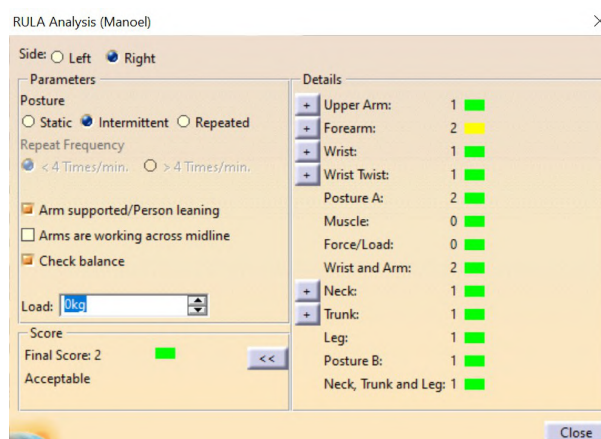 RULA Analysis (Manoel)
Side: Left Right
Parameters
Posture
Static Intermittent Repeated
Repeat Frequency
< 4 Times/min. > 4 Times/min.
Arm supported/Person leaning
Arms are working across midline
Check balance
Load: 0kg
Score
Final Score: 2
<<
Acceptable
Details
+ Upper Arm: 1
+ Forearm: 2
+ Wrist: 1
+ Wrist Twist: 1
Posture A: 2
Muscle: 0
Force/Load: 0
Wrist and Arm: 2
+ Neck: 1
+ Trunk: 1
Leg: 1
Posture B: 1
Neck, Trunk and Leg: 1
Close